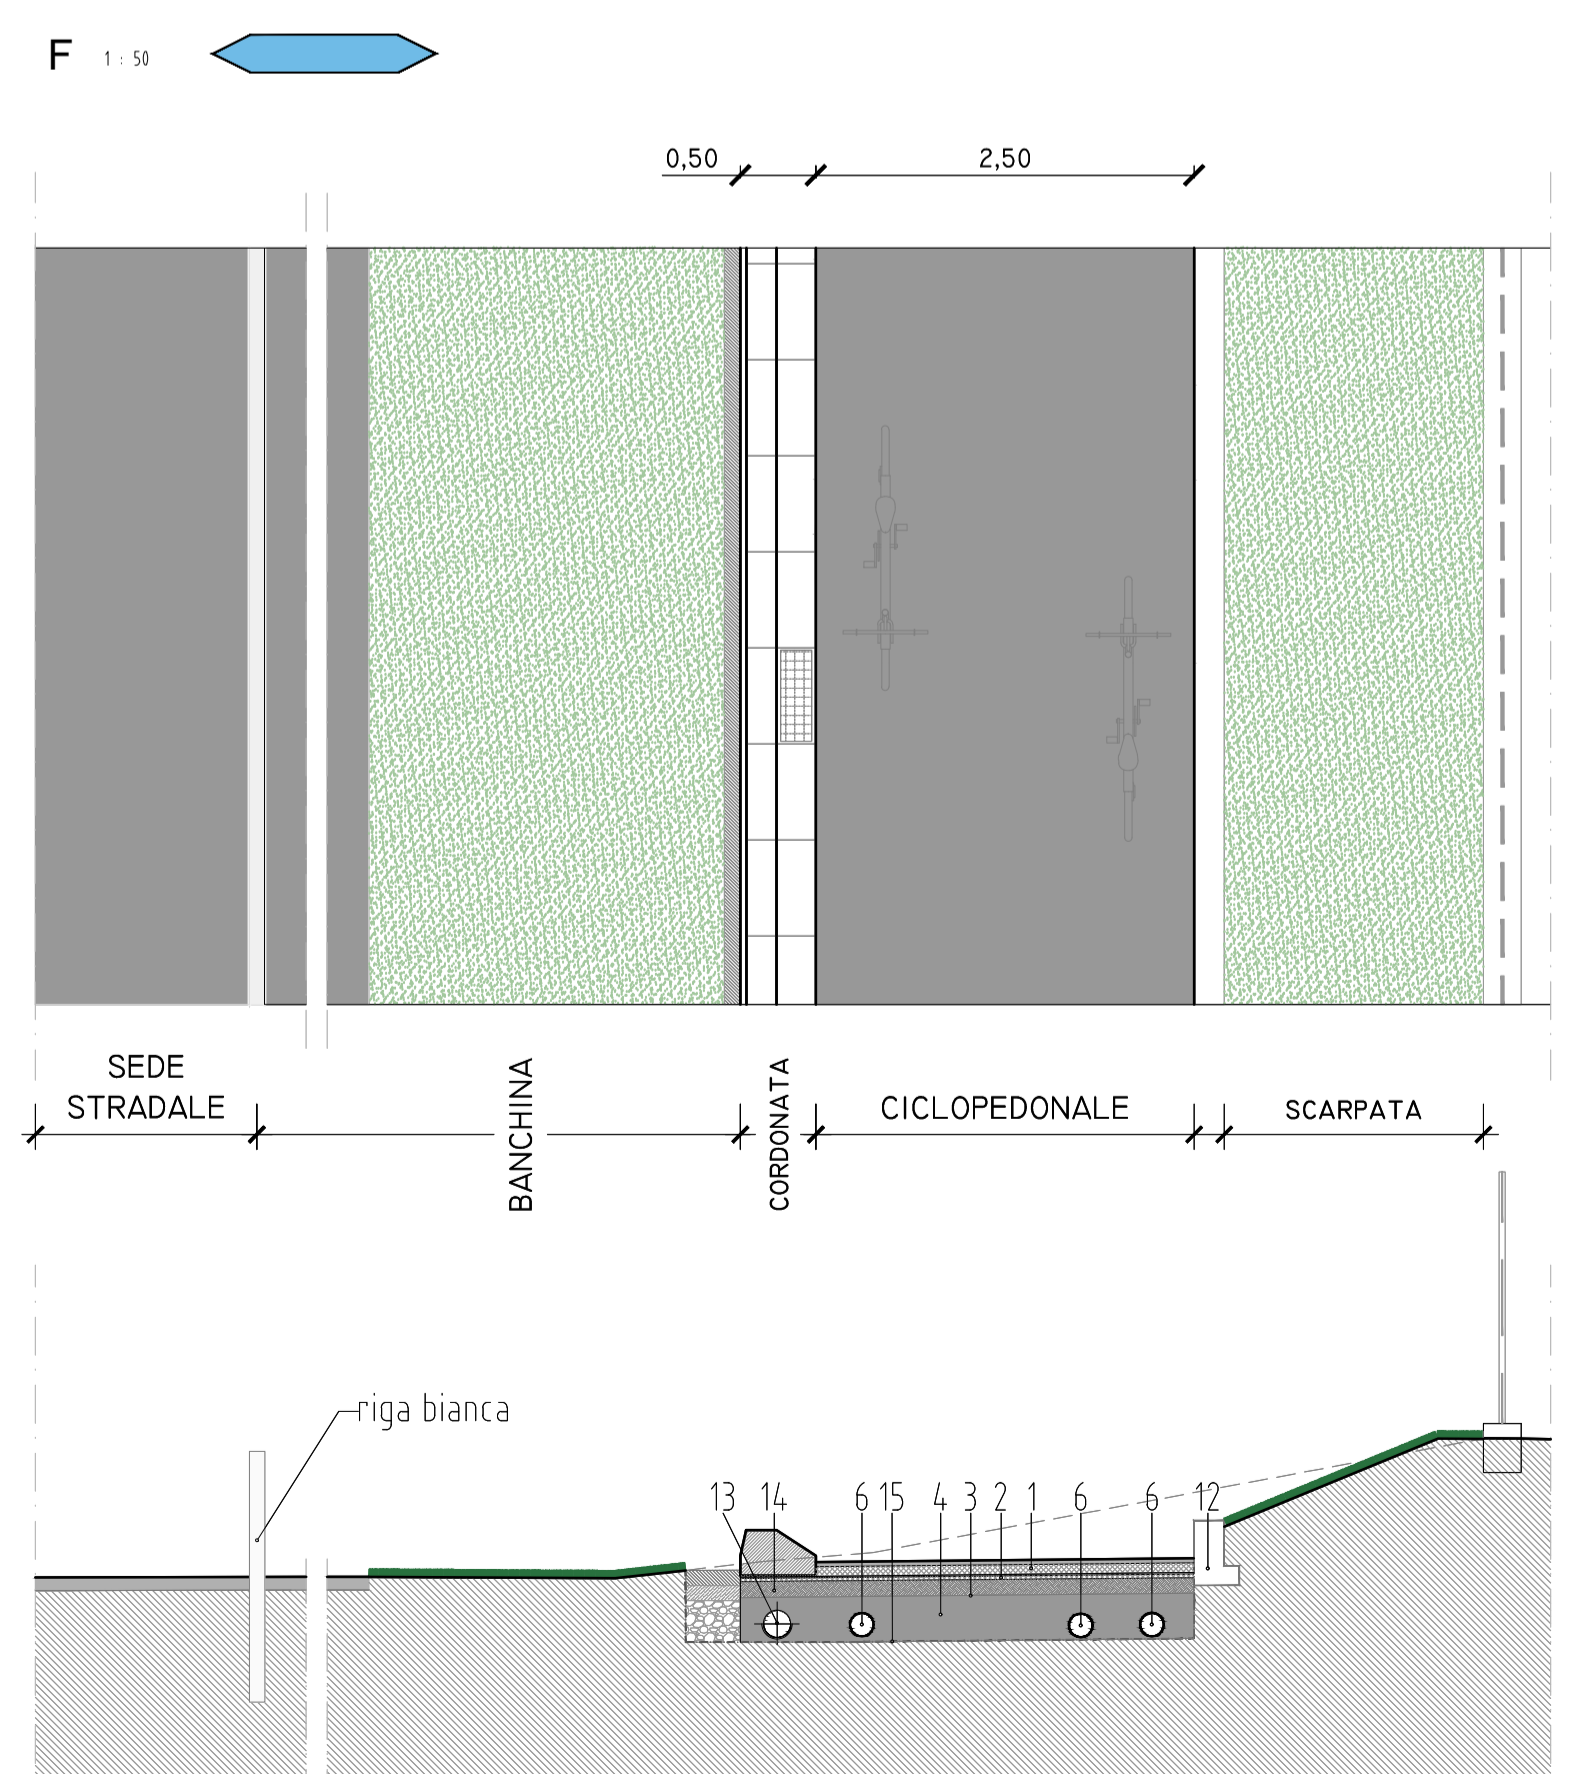 F 1 : 50
0,50 2,50
SEDE
STRADALE
BANCHINA
CORDONATA
CICLOPEDONALE
SCARPATA
riga bianca
13 14 6 15 4 3 2 1 6 6 12